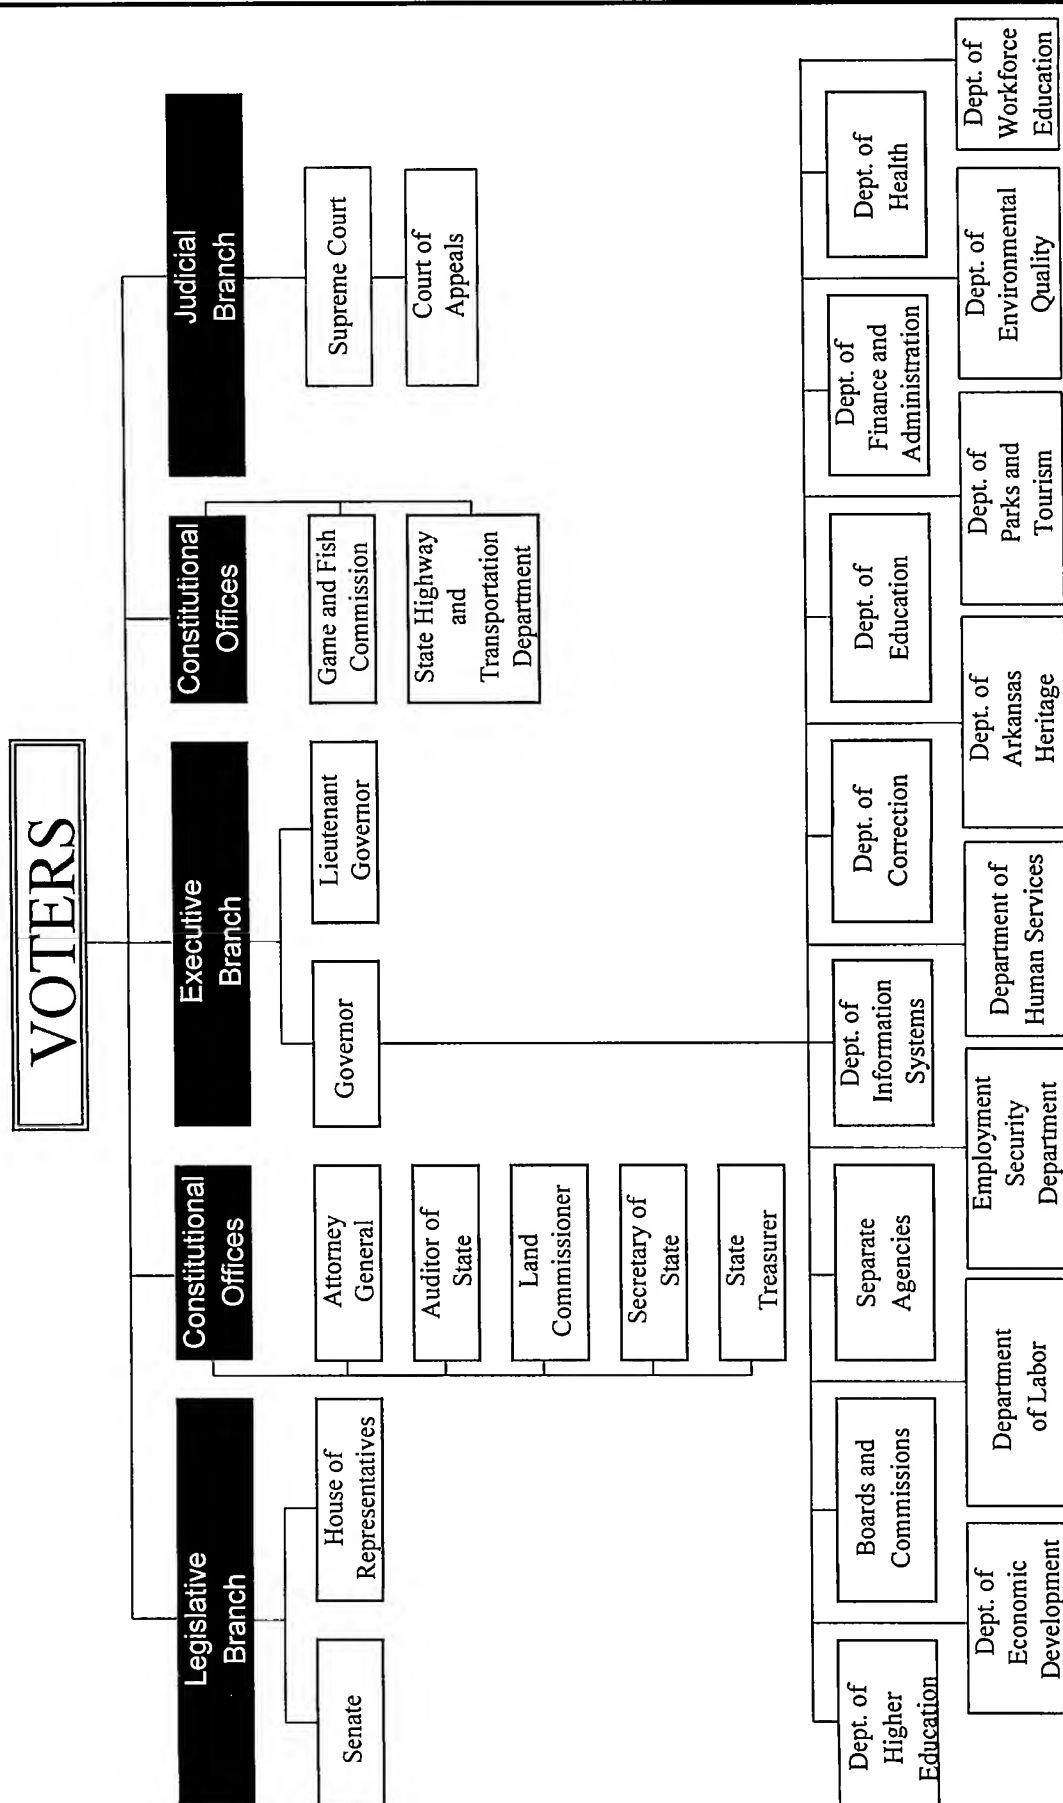 VOTERS
Legislative
Branch
Senate
House of
Representatives
Constitutional
Offices
Attorney
General
Auditor of
State
Land
Commissioner
Secretary of
State
State
Treasurer
Executive
Branch
Governor
Lieutenant
Governor
Constitutional
Offices
Game and Fish
Commission
State Highway
and
Transportation
Department
Judicial
Branch
Supreme Court
Court of
Appeals
Dept. of
Higher
Education
Boards and
Commissions
Separate
Agencies
Dept. of
Information
Systems
Dept. of
Correction
Dept. of
Education
Dept. of
Finance and
Administration
Dept. of
Health
Dept. of
Economic
Development
Department
of Labor
Employment
Security
Department
Department of
Human Services
Dept. of
Arkansas
Heritage
Dept. of
Parks and
Tourism
Dept. of
Environmental
Quality
Dept. of
Workforce
Education